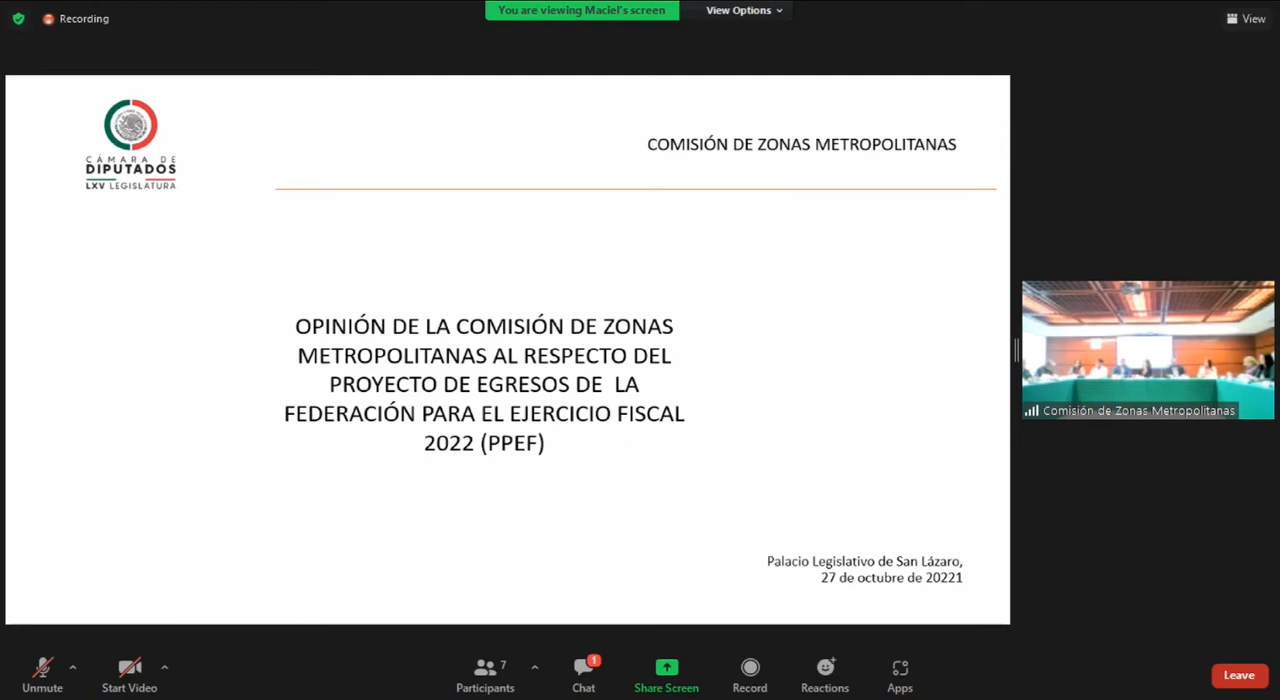 Recording
You are viewing Maciel's screen
View Options
View
CÁMARA DE
DIPUTADOS
LXV LEGISLATURA
COMISIÓN DE ZONAS METROPOLITANAS
OPINIÓN DE LA COMISIÓN DE ZONAS
METROPOLITANAS AL RESPECTO DEL
PROYECTO DE EGRESOS DE  LA
FEDERACIÓN PARA EL EJERCICIO FISCAL
2022 (PPEF)
Palacio Legislativo de San Lázaro,
27 de octubre de 20221
Comisión de Zonas Metropolitanas
Unmute
Start Video
7
Participants
1
Chat
Share Screen
Record
Reactions
Apps
Leave